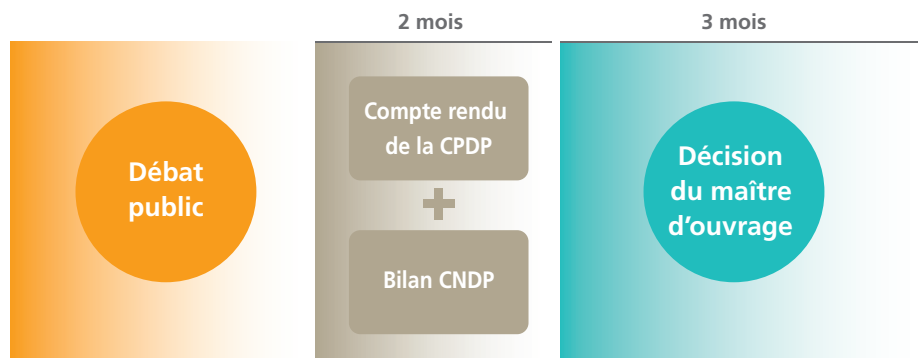 2 mois
3 mois
Débat
public
Compte rendu
de la CPDP
+
Bilan CNDP
Décision
du maître
d'ouvrage